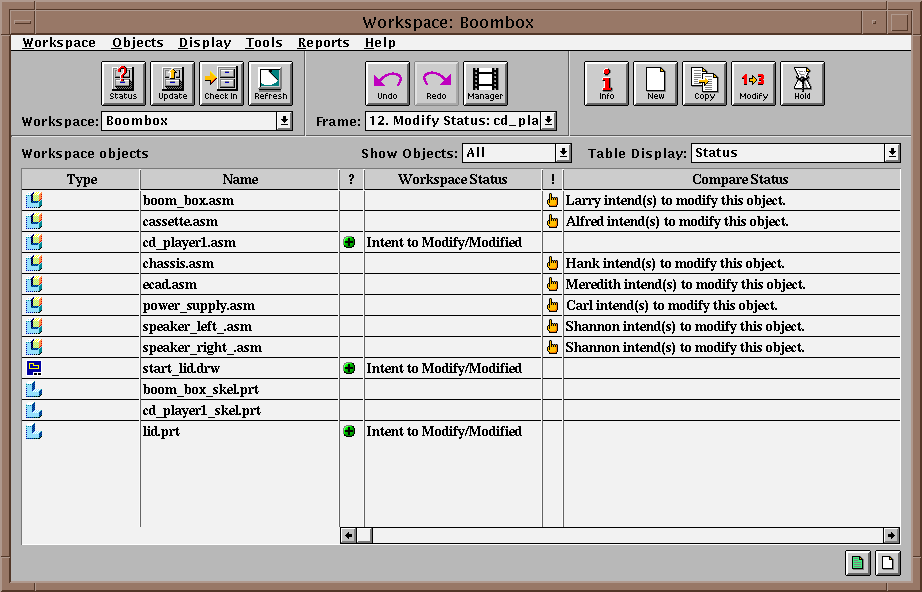 Workspace: Boombox
Workspace Objects Display Tools Reports Help
Status Update Check In Refresh Undo Redo Manager Info New Copy Modify Hold
Workspace: Boombox Frame: 12. Modify Status: cd_pla
Workspace objects Show Objects: All Table Display: Status
Type Name ? Workspace Status ! Compare Status
boom_box.asm Larry intend(s) to modify this object.
cassette.asm Alfred intend(s) to modify this object.
cd_player1.asm Intent to Modify/Modified
chassis.asm Hank intend(s) to modify this object.
ecad.asm Meredith intend(s) to modify this object.
power_supply.asm Carl intend(s) to modify this object.
speaker_left_.asm Shannon intend(s) to modify this object.
speaker_right_.asm Shannon intend(s) to modify this object.
start_lid.drw Intent to Modify/Modified
boom_box_skel.prt
cd_player1_skel.prt
lid.prt Intent to Modify/Modified